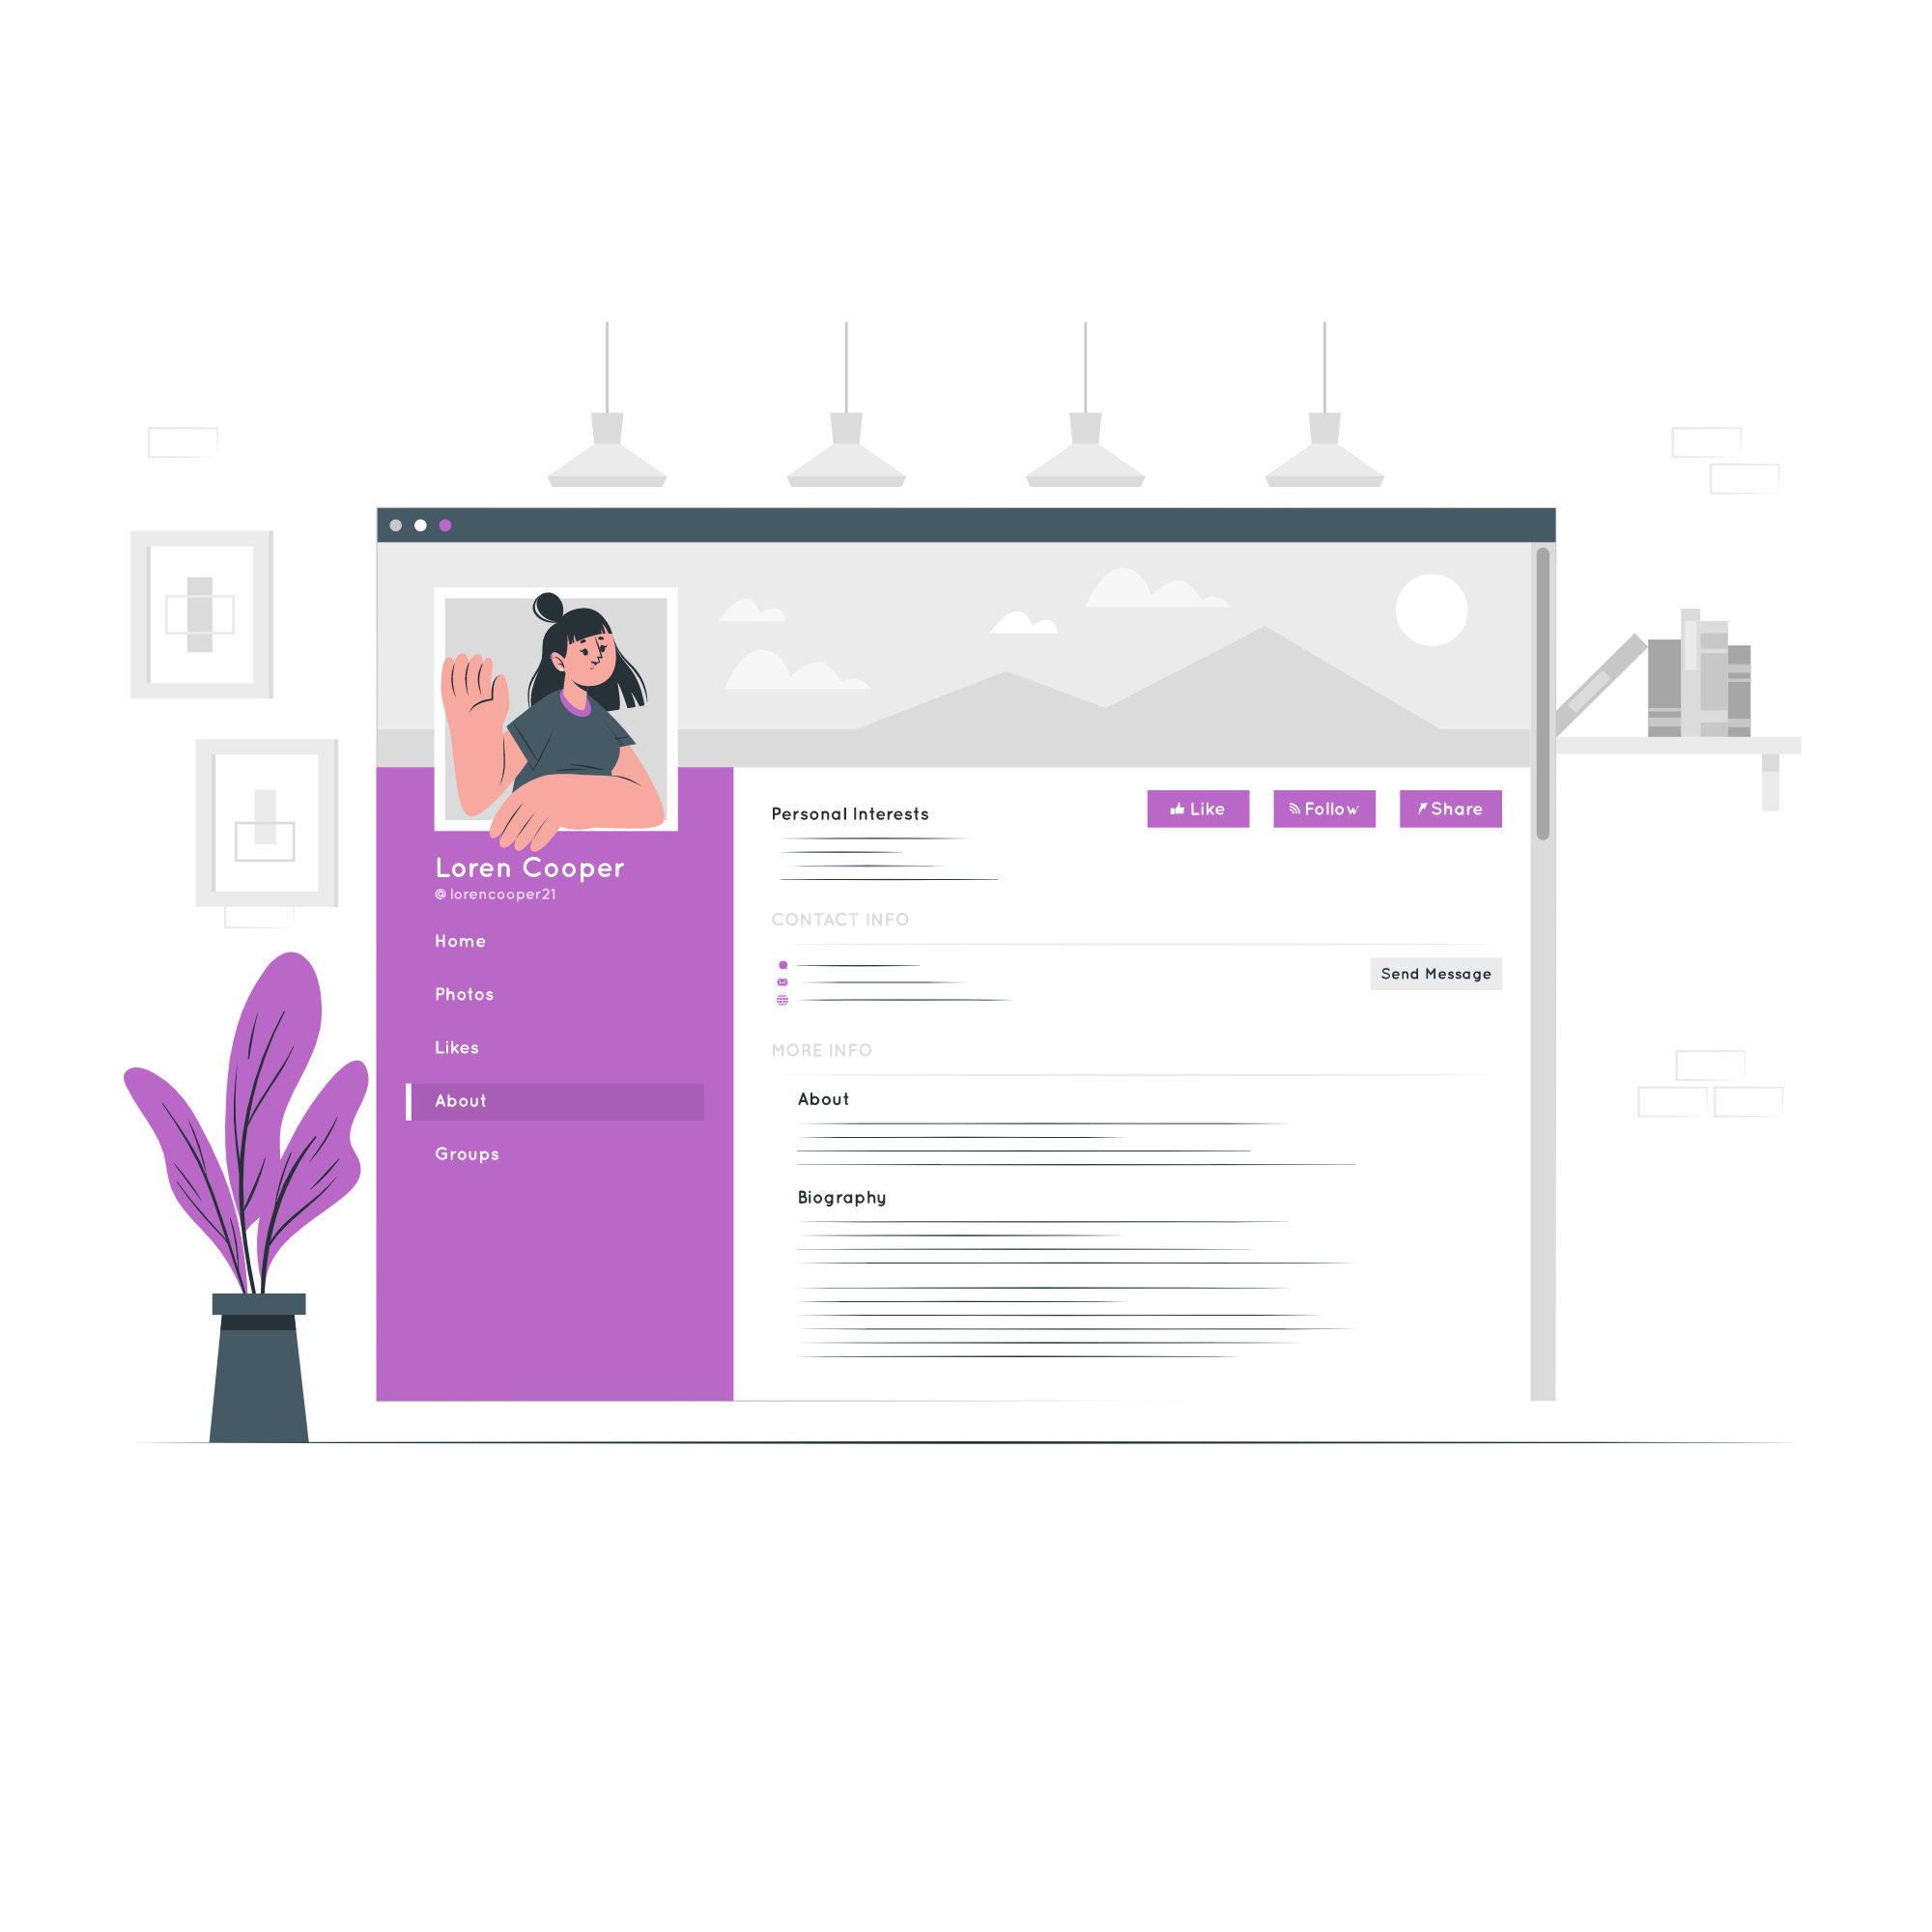 Loren Cooper
@lorencooper21
Home
Photos
Likes
About
Groups
Personal Interests
Like
Follow
Share
CONTACT INFO
Send Message
MORE INFO
About
Biography